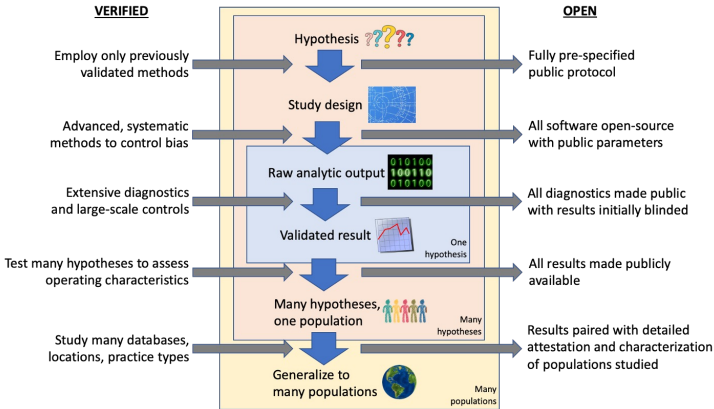 VERIFIED
OPEN
Hypothesis
?????
Employ only previously
validated methods
Fully pre-specified
public protocol
Study design
Advanced, systematic
methods to control bias
All software open-source
with public parameters
Raw analytic output
010100
100110
010100
Extensive diagnostics
and large-scale controls
All diagnostics made public
with results initially blinded
Validated result
One
hypothesis
Test many hypotheses to assess
operating characteristics
All results made publicly
available
Many hypotheses,
one population
Many
hypotheses
Study many databases,
locations, practice types
Results paired with detailed
attestation and characterization
of populations studied
Generalize to
many populations
Many
populations